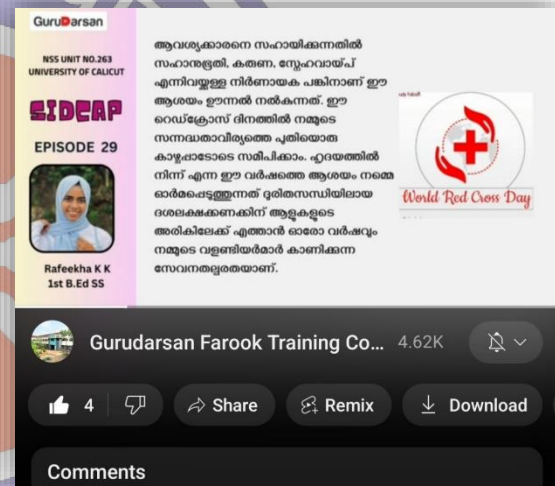 GuruDarsan
NSS UNIT NO.263
UNIVERSITY OF CALICUT
SIDCAP
EPISODE 29
Rafeekha K K
1st B.Ed SS
ആവശ്യക്കാരനെ സഹായിക്കുന്നതിൽ
സഹാനുഭൂതി, കരുണ, സ്നേഹവായ്പ്
എന്നിവയ്ക്കുള്ള നിർണായക പങ്കിനാണ് ഈ
ആശയം ഊന്നൽ നൽകുന്നത്. ഈ
റെഡ്ക്രോസ് ദിനത്തിൽ നമ്മുടെ
സന്നദ്ധതാവീര്യത്തെ പുതിയൊരു
കാഴ്ചപ്പാടോടെ സമീപിക്കാം. ഹൃദയത്തിൽ
നിന്ന് എന്ന ഈ വർഷത്തെ ആശയം നമ്മെ
ഓർമപ്പെടുത്തുന്നത് ദുരിതസന്ധിയിലായ
ദശലക്ഷക്കണക്കിന് ആളുകളുടെ
അരികിലേക്ക് എത്താൻ ഓരോ വർഷവും
നമ്മുടെ വളണ്ടിയർമാർ കാണിക്കുന്ന
സേവനതല്പരതയാണ്.
World Red Cross Day
Gurudarsan Farook Training Co... 4.62K
4 Share Remix Download
Comments